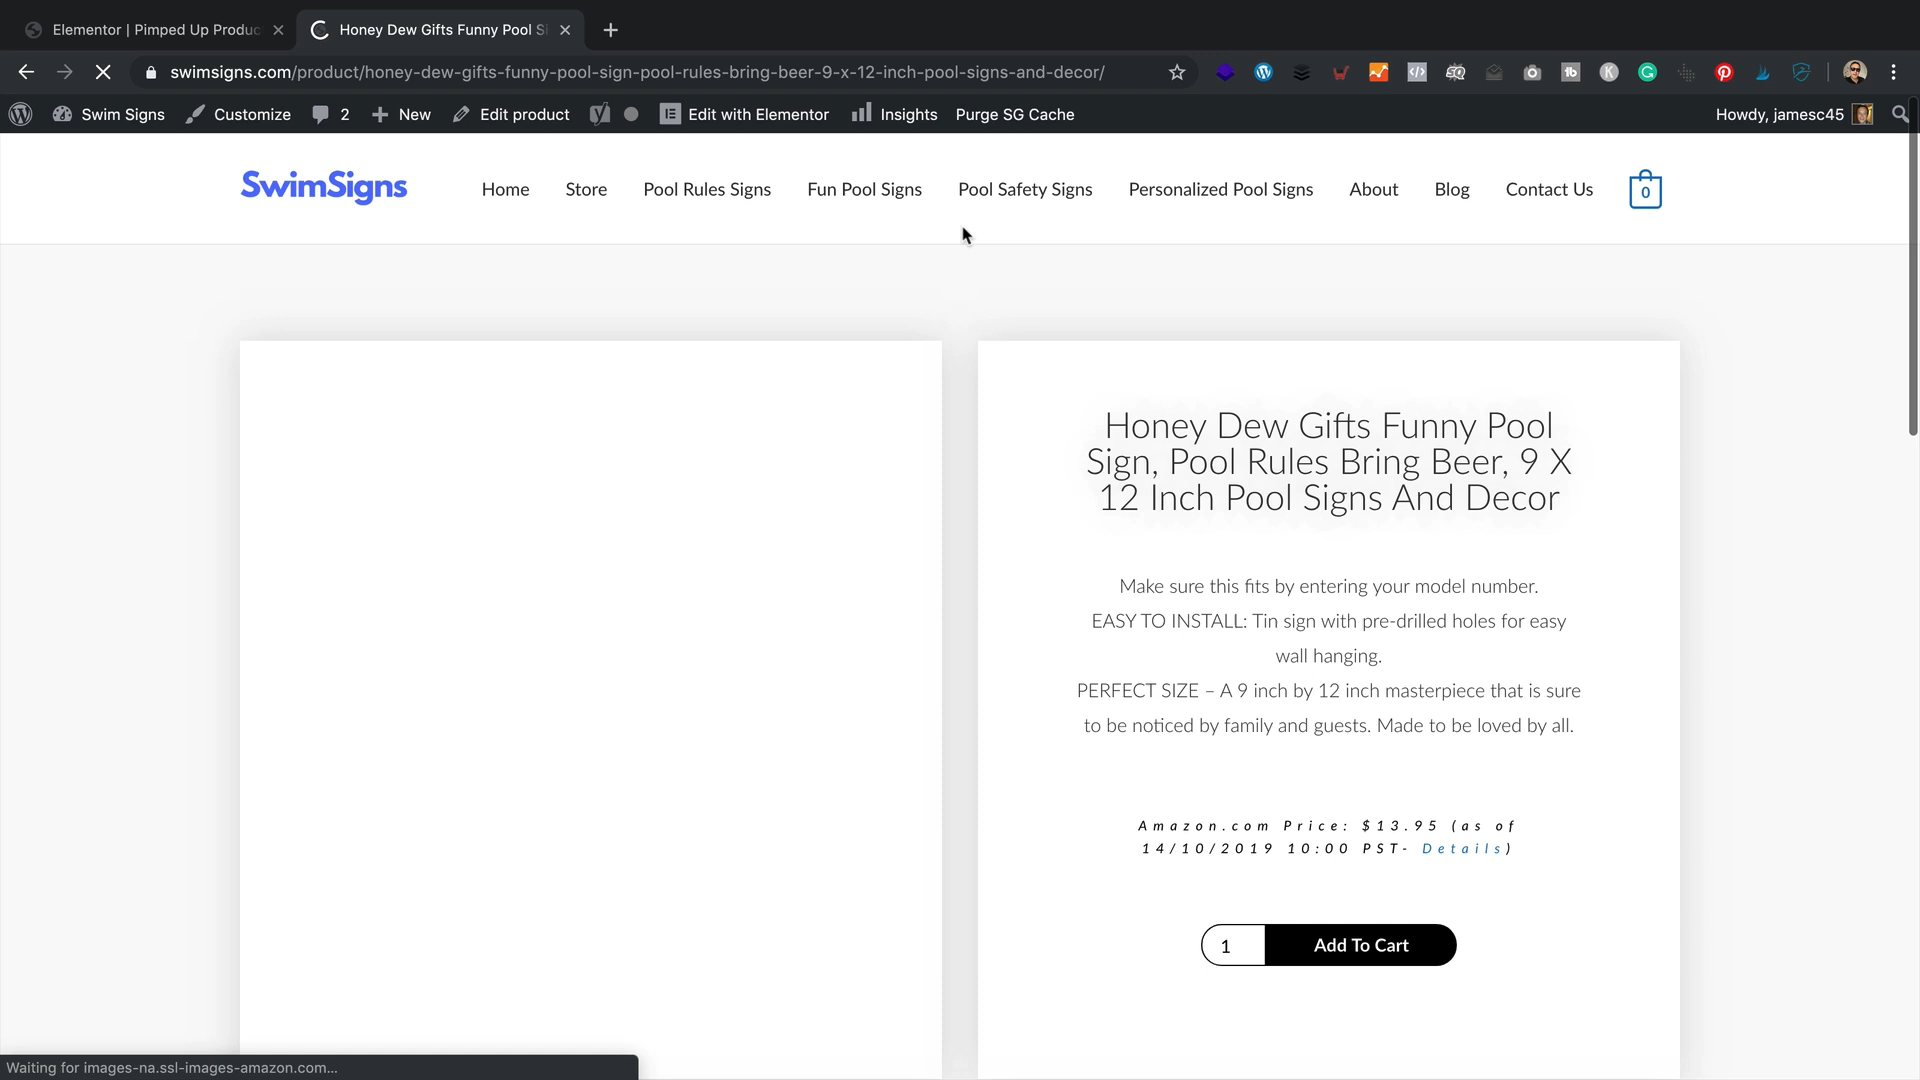 Elementor | Pimped Up Produc
Honey Dew Gifts Funny Pool Si
swimsigns.com/product/honey-dew-gifts-funny-pool-sign-pool-rules-bring-beer-9-x-12-inch-pool-signs-and-decor/
Swim Signs Customize 2 New Edit product Edit with Elementor Insights Purge SG Cache Howdy, jamesc45
SwimSigns Home Store Pool Rules Signs Fun Pool Signs Pool Safety Signs Personalized Pool Signs About Blog Contact Us 0
Honey Dew Gifts Funny Pool
Sign, Pool Rules Bring Beer, 9 X
12 Inch Pool Signs And Decor
Make sure this fits by entering your model number.
EASY TO INSTALL: Tin sign with pre-drilled holes for easy
wall hanging.
PERFECT SIZE – A 9 inch by 12 inch masterpiece that is sure
to be noticed by family and guests. Made to be loved by all.
Amazon.com Price: $13.95 (as of
14/10/2019 10:00 PST- Details)
1 Add To Cart
Waiting for images-na.ssl-images-amazon.com...